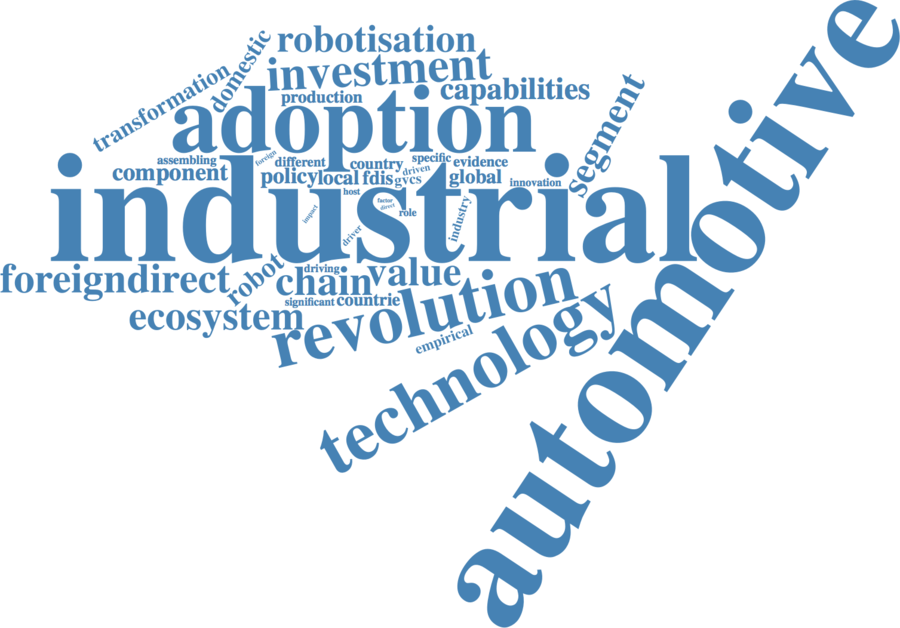 robotisation
domestic
investment
transformation
capabilities
production
adoption
segment
automotive
assembling
foreign
different
country
specific
evidence
component
policy
local
fdis
gvcs
driven
global
innovation
industrial
host
factor
direct
role
impact
driver
industry
foreigndirect
robot
driving
chain
value
significant
countrie
ecosystem
revolution
empirical
technology